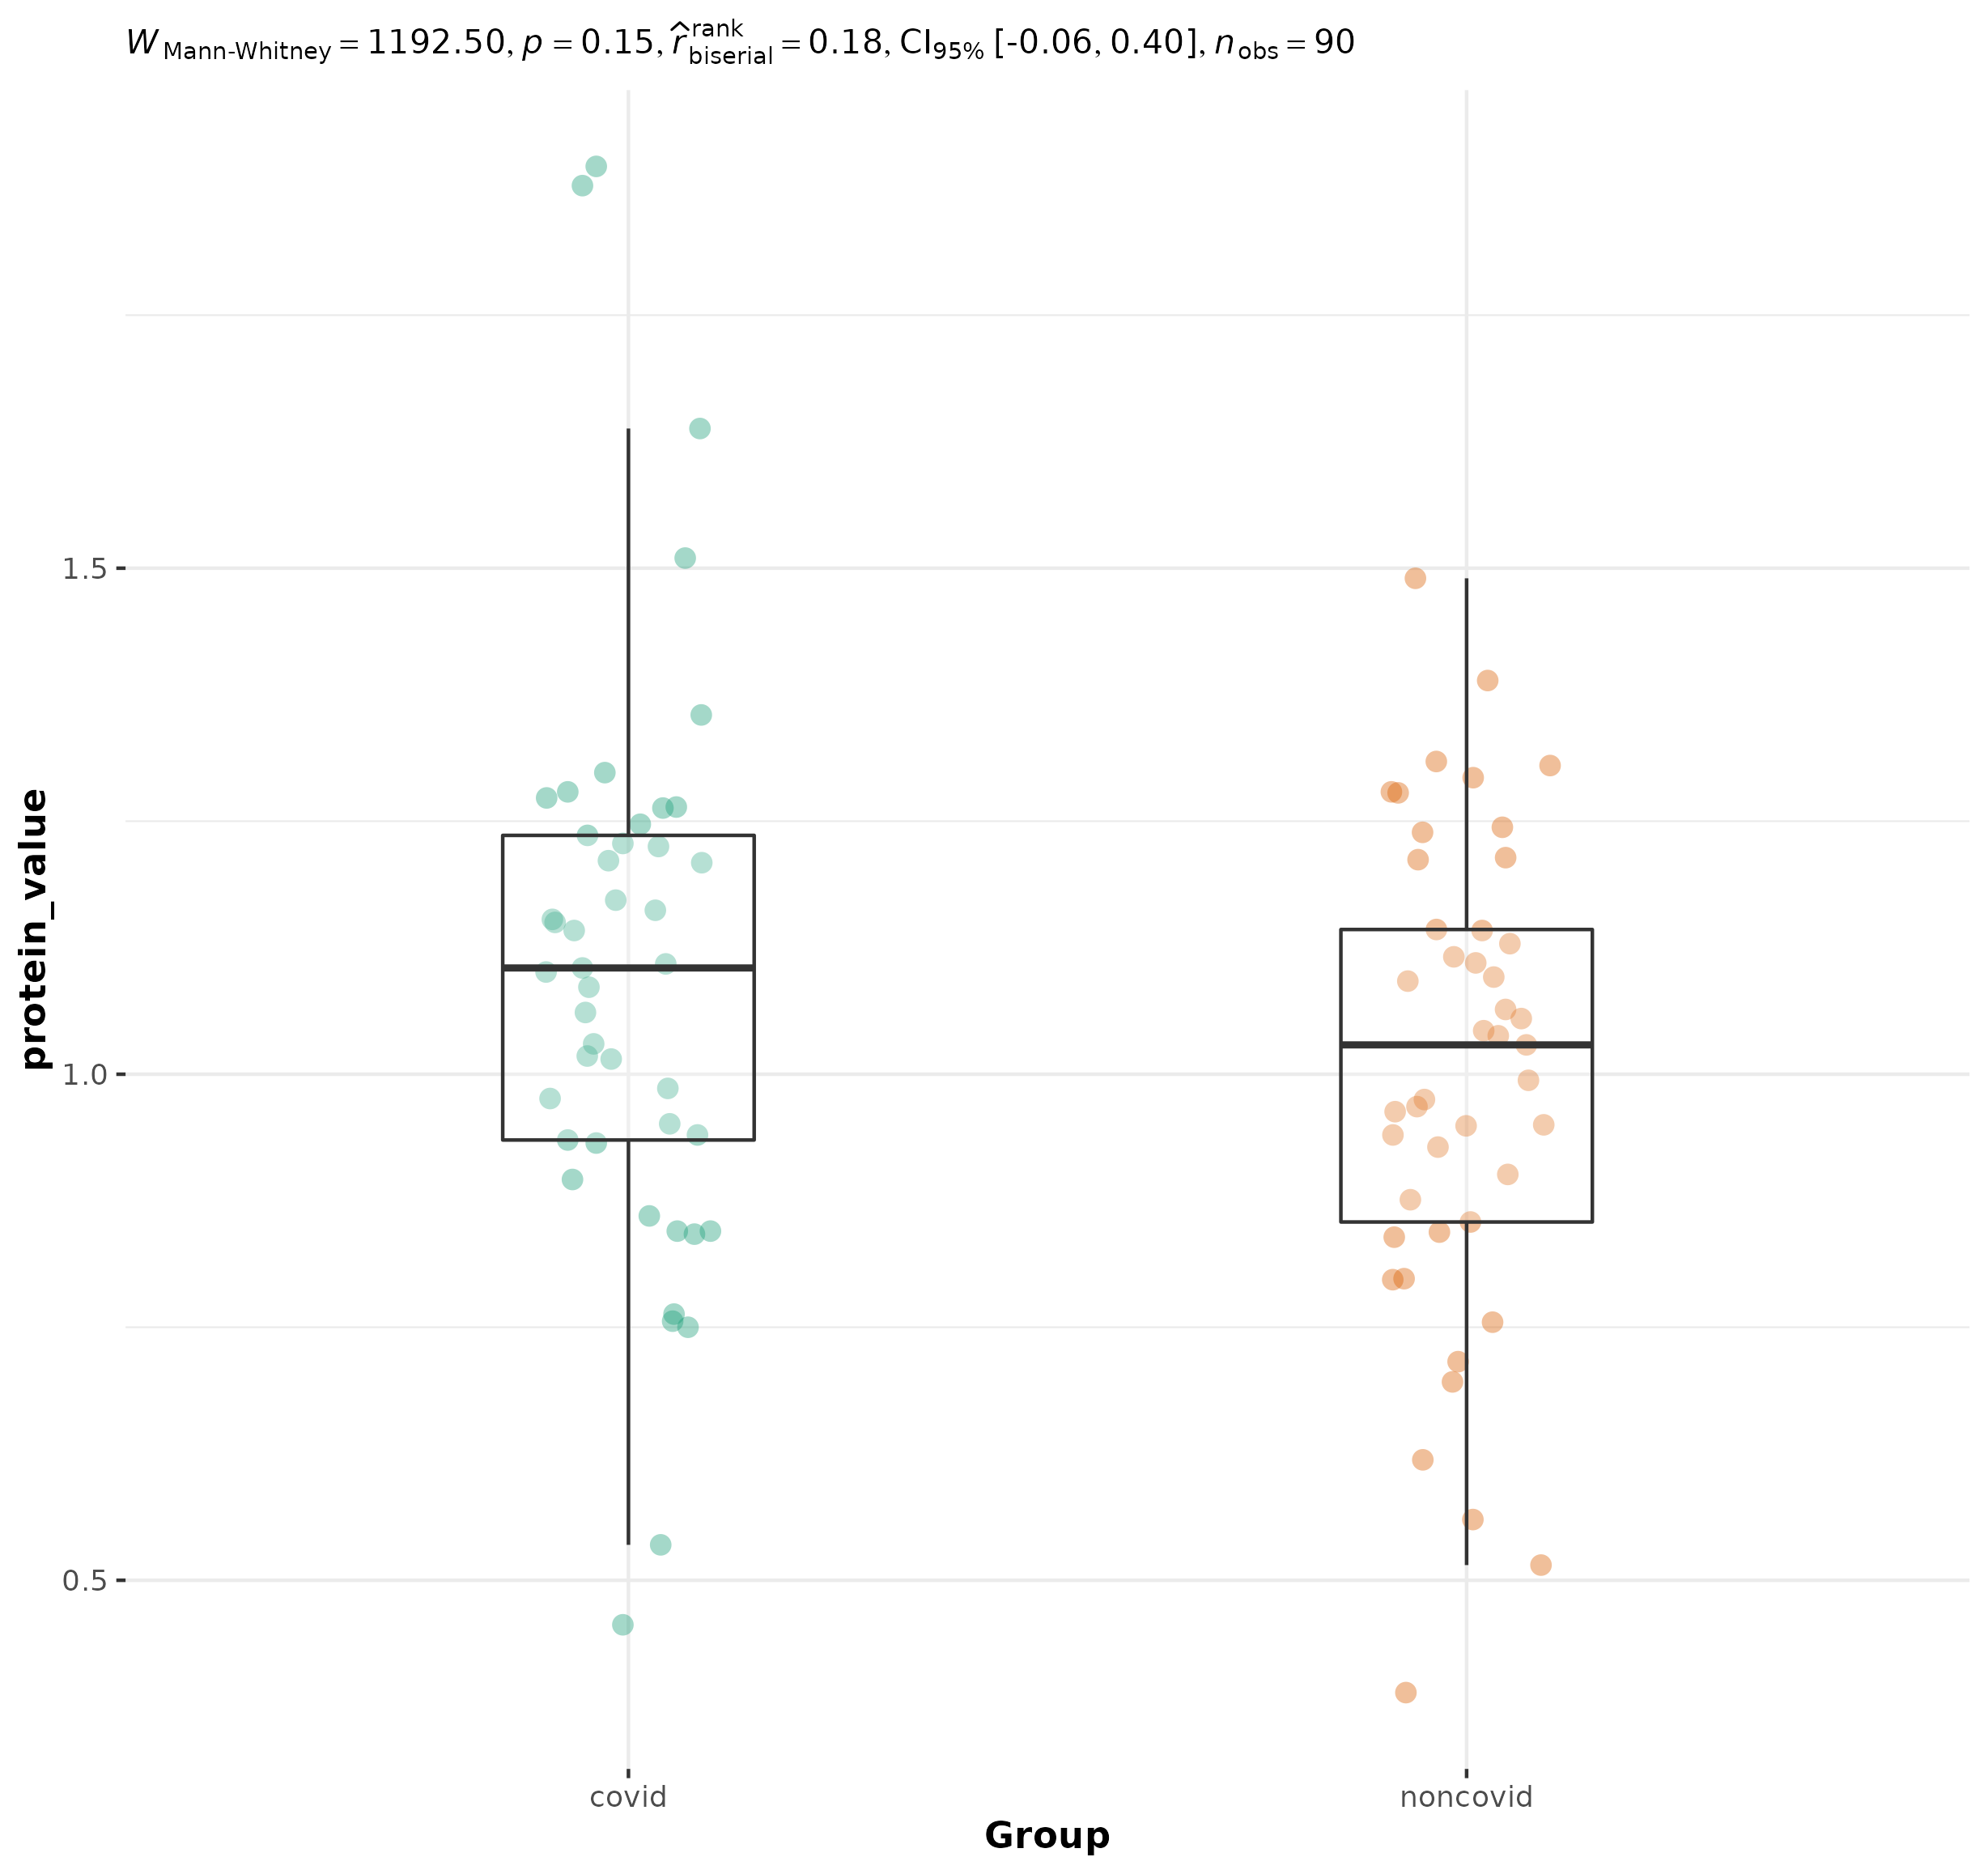 W Mann-Whitney = 1192.50, p = 0.15, r̂ rank biserial = 0.18, CI95% [-0.06, 0.40], n obs = 90
protein_value
1.5
1.0
0.5
covid noncovid
Group